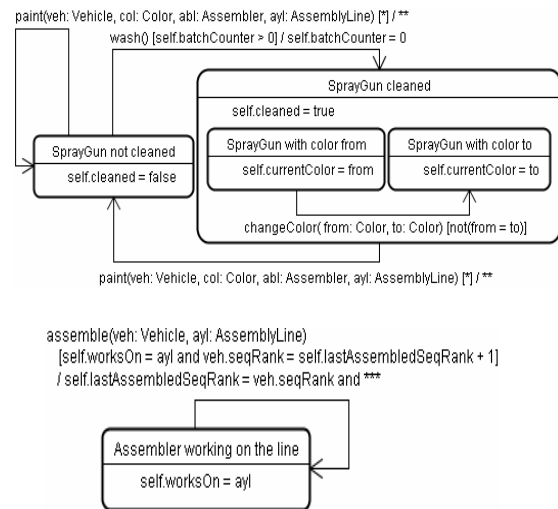 paint(veh: Vehicle, col: Color, abl: Assembler, ayl: AssemblyLine) [*] / **
wash() [self.batchCounter > 0] / self.batchCounter = 0
SprayGun cleaned
self.cleaned = true
SprayGun not cleaned
self.cleaned = false
SprayGun with color from
self.currentColor = from
SprayGun with color to
self.currentColor = to
changeColor( from: Color, to: Color) [not(from = to)]
paint(veh: Vehicle, col: Color, abl: Assembler, ayl: AssemblyLine) [*] / **
assemble(veh: Vehicle, ayl: AssemblyLine)
[self.worksOn = ayl and veh.seqRank = self.lastAssembledSeqRank + 1]
/ self.lastAssembledSeqRank = veh.seqRank and ***
Assembler working on the line
self.worksOn = ayl